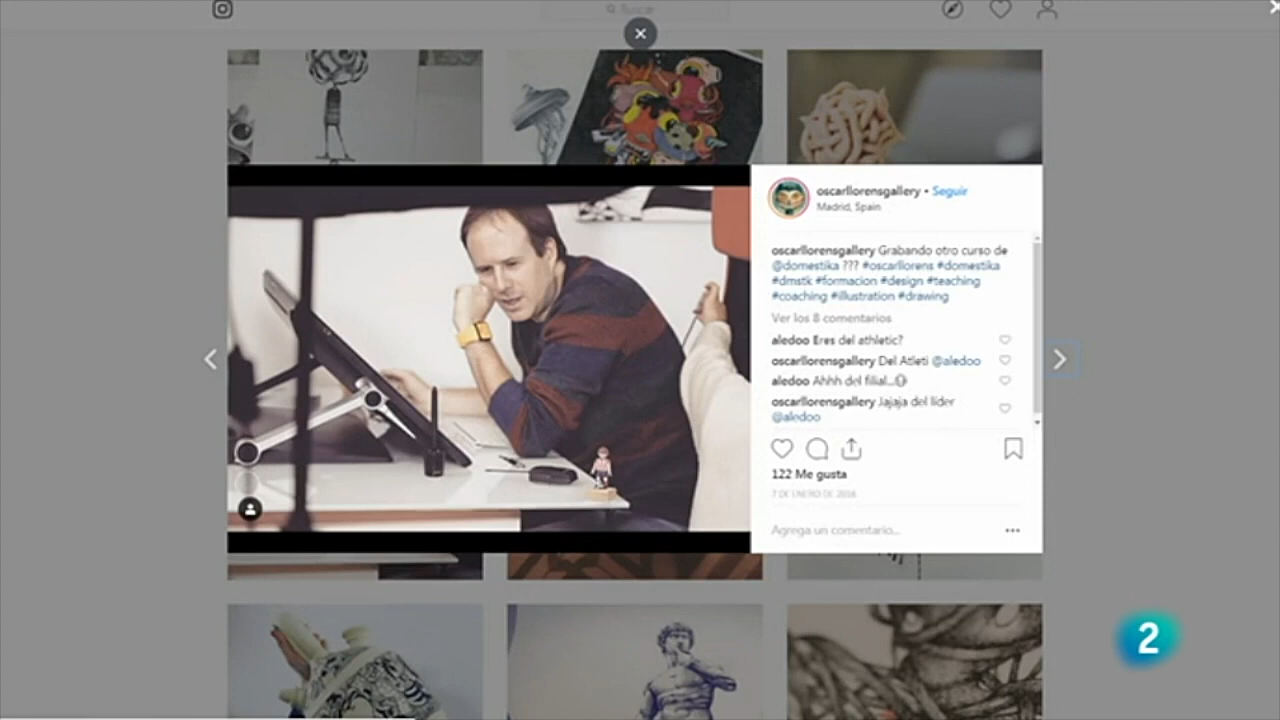 Buscar
oscarllorensgallery • Seguir
Madrid, Spain
oscarllorensgallery Grabando otro curso de
@domestika ??? #oscarllorens #domestika
#dmstk #formacion #design #teaching
#coaching #illustration #drawing
Ver los 8 comentarios
aledoo Eres del athletic?
oscarllorensgallery Del Atleti @aledoo
aledoo Ahhh del filial...
oscarllorensgallery Jajaja del líder
@aledoo
122 Me gusta
7 DE ENERO DE 2016
Agrega un comentario...
2